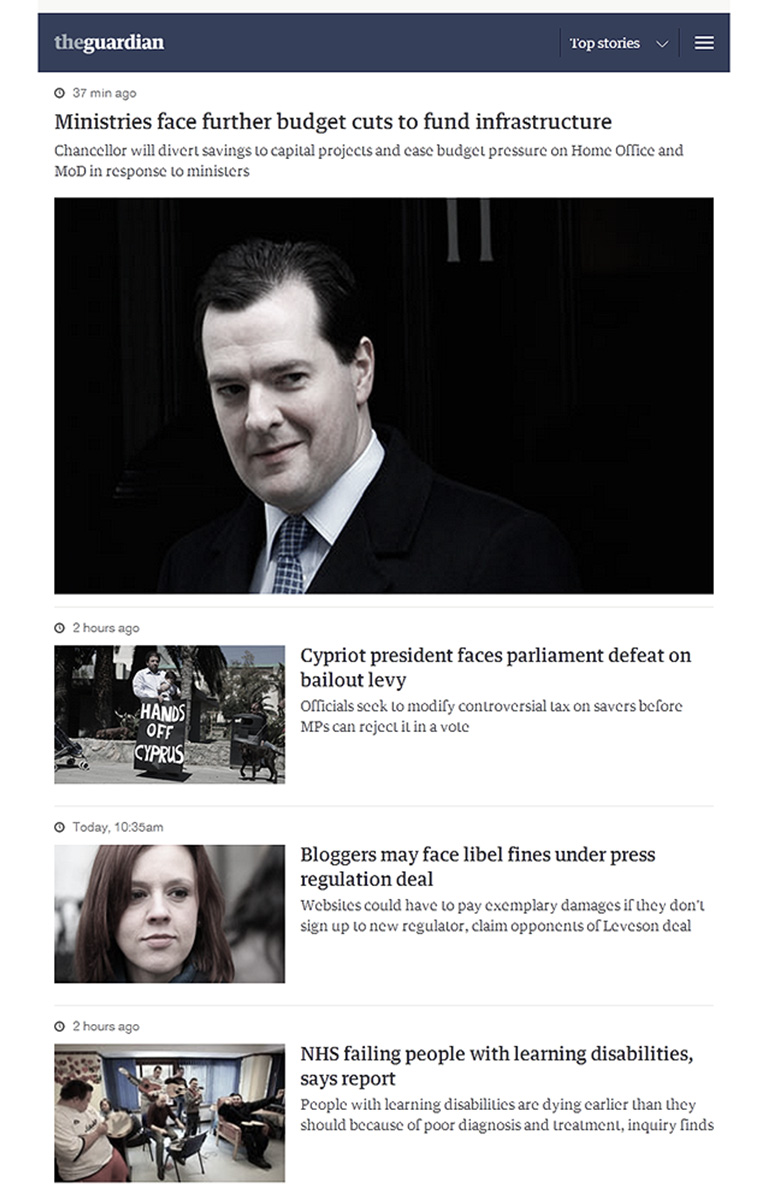 theguardian
Top stories
37 min ago
Ministries face further budget cuts to fund infrastructure
Chancellor will divert savings to capital projects and ease budget pressure on Home Office and
MoD in response to ministers
2 hours ago
HANDS
OFF
CYPRUS
Cypriot president faces parliament defeat on
bailout levy
Officials seek to modify controversial tax on savers before
MPs can reject it in a vote
Today, 10:35am
Bloggers may face libel fines under press
regulation deal
Websites could have to pay exemplary damages if they don't
sign up to new regulator, claim opponents of Leveson deal
2 hours ago
NHS failing people with learning disabilities,
says report
People with learning disabilities are dying earlier than they
should because of poor diagnosis and treatment, inquiry finds